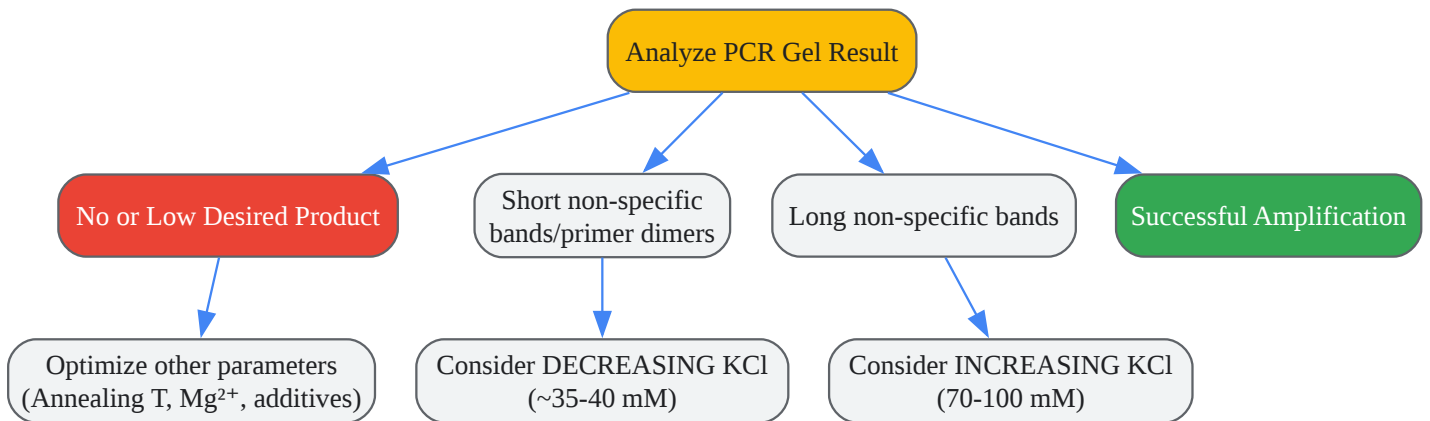 Analyze PCR Gel Result
No or Low Desired Product
Short non-specific
bands/primer dimers
Long non-specific bands
Successful Amplification
Optimize other parameters
(Annealing T, Mg²⁺, additives)
Consider DECREASING KCl
(~35-40 mM)
Consider INCREASING KCl
(70-100 mM)